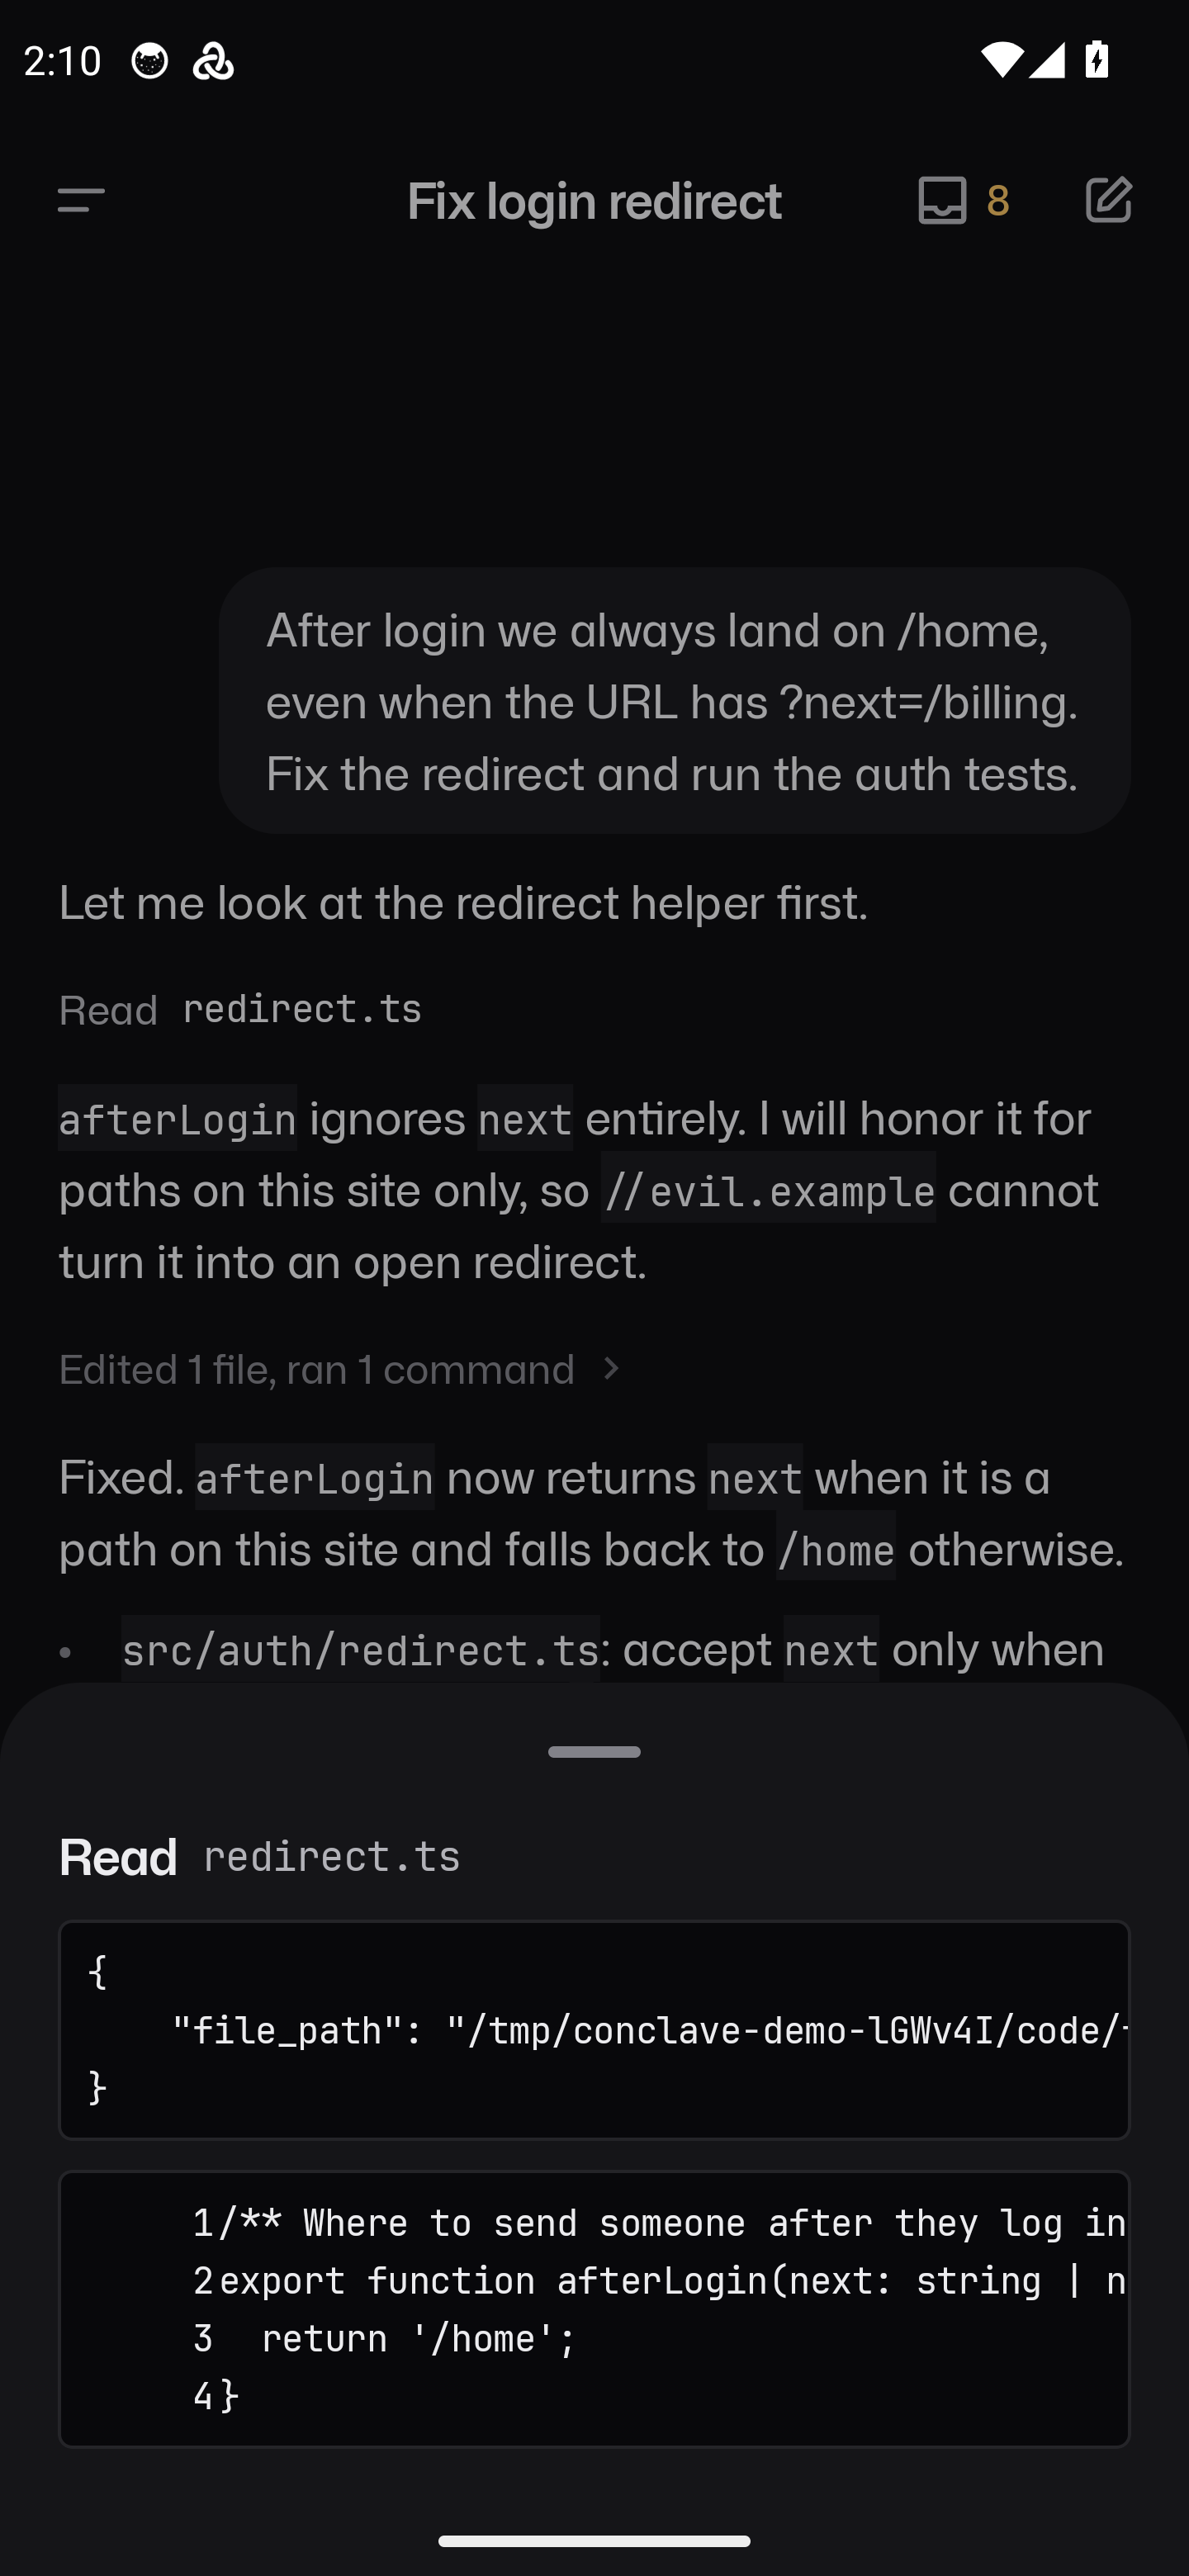 2:10
Fix login redirect
8
After login we always land on /home,
even when the URL has ?next=/billing.
Fix the redirect and run the auth tests.
Let me look at the redirect helper first.
Read redirect.ts
afterLogin ignores next entirely. I will honor it for
paths on this site only, so //evil.example cannot
turn it into an open redirect.
Edited 1 file, ran 1 command
Fixed. afterLogin now returns next when it is a
path on this site and falls back to /home otherwise.
• src/auth/redirect.ts: accept next only when
Read redirect.ts
{
    "file_path": "/tmp/conclave-demo-lGWv4I/code/
}
1 /** Where to send someone after they log in
2 export function afterLogin(next: string | n
3   return '/home';
4 }